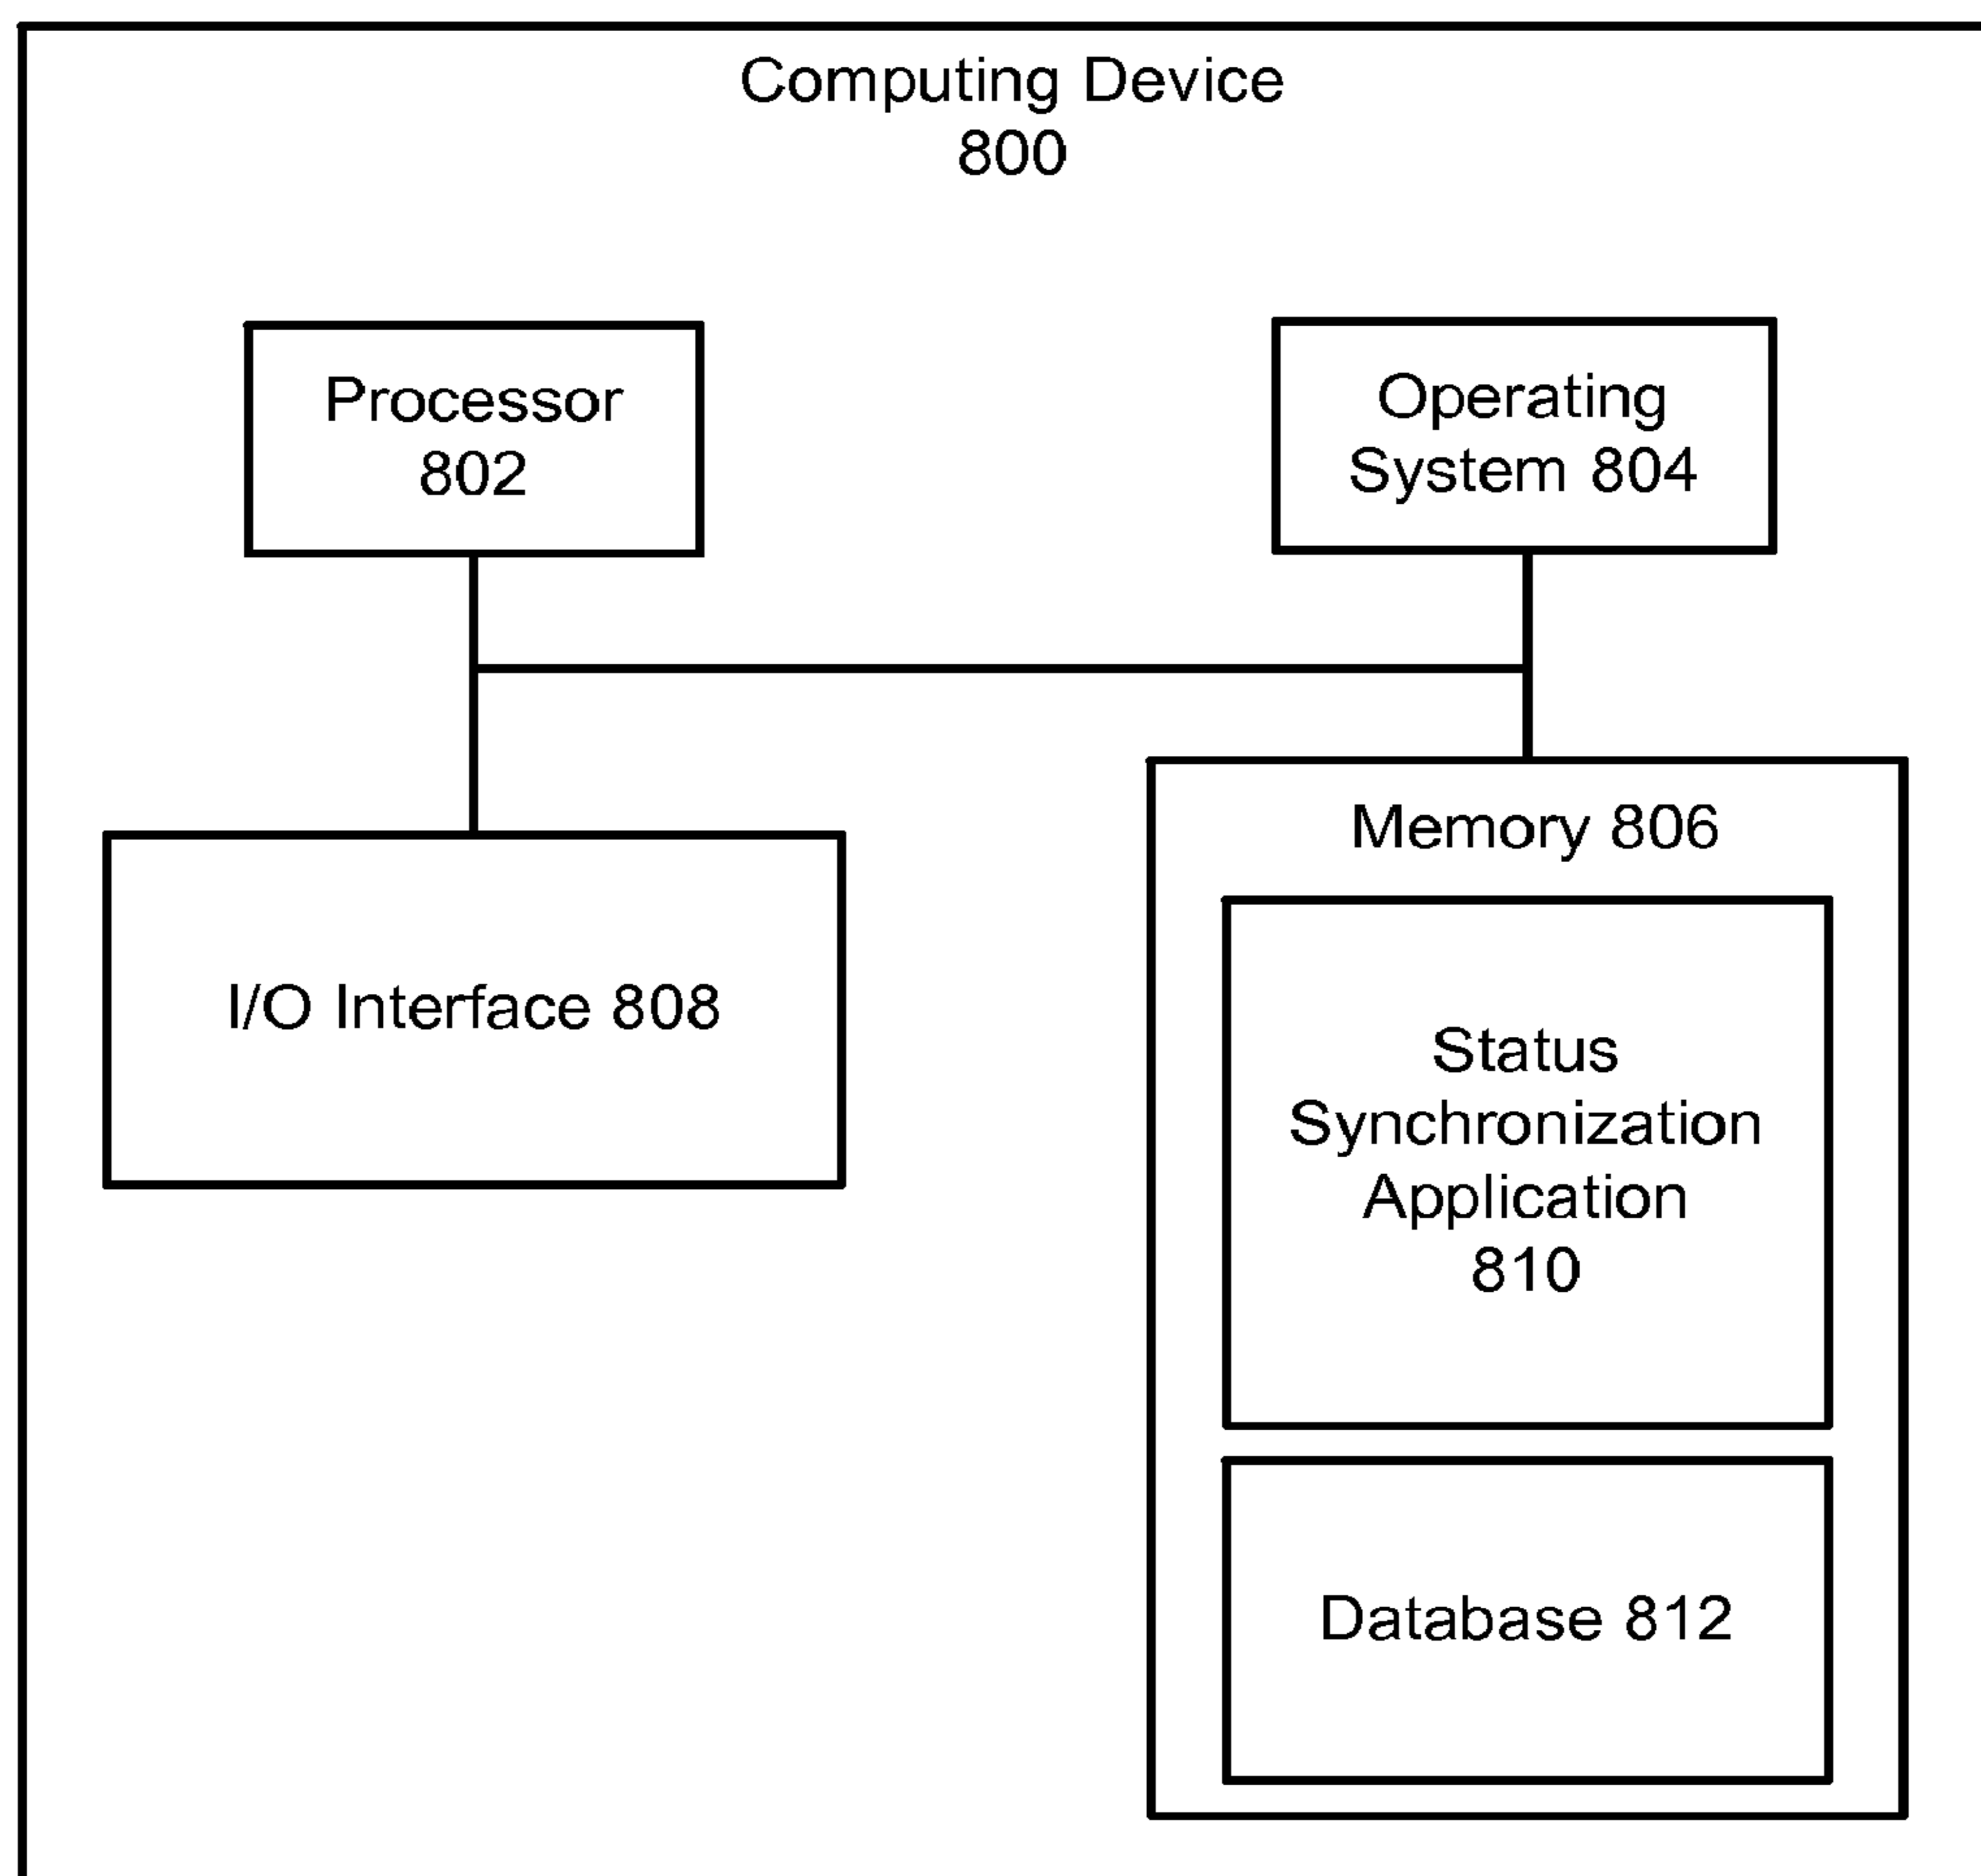 Computing Device
800
Processor
802
Operating
System 804
I/O Interface 808
Memory 806
Status
Synchronization
Application
810
Database 812